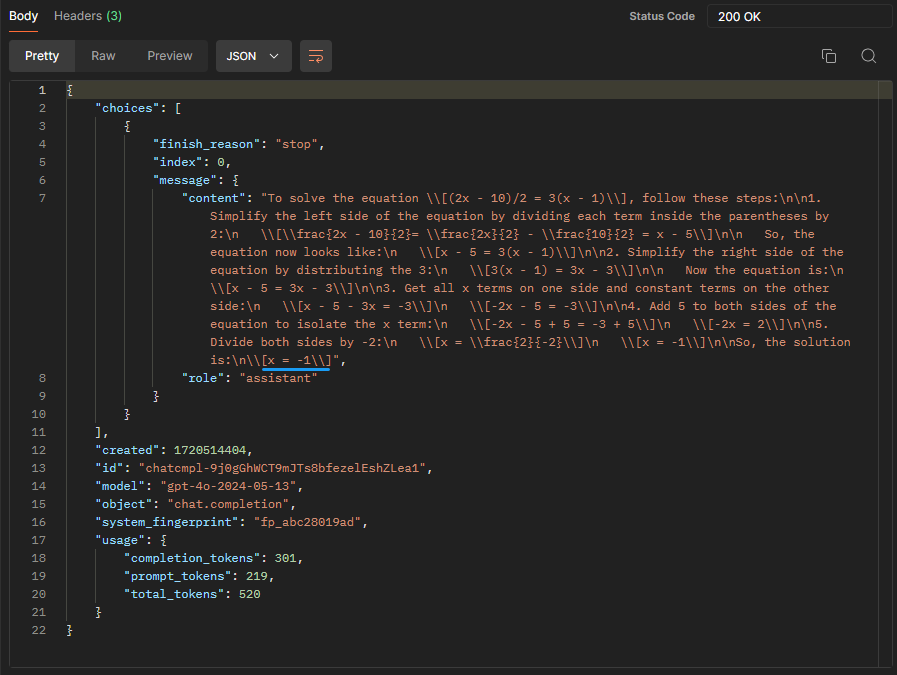 Body Headers (3) Status Code 200 OK
Pretty Raw Preview JSON
1 {
2 "choices": [
3 {
4 "finish_reason": "stop",
5 "index": 0,
6 "message": {
7 "content": "To solve the equation \\[(2x - 10)/2 = 3(x - 1)\\], follow these steps:\n\n1.
Simplify the left side of the equation by dividing each term inside the parentheses by
2:\n   \\[\\frac{2x - 10}{2}= \\frac{2x}{2} - \\frac{10}{2} = x - 5\\]\n\n   So, the
equation now looks like:\n   \\[x - 5 = 3(x - 1)\\]\n\n2. Simplify the right side of the
equation by distributing the 3:\n   \\[3(x - 1) = 3x - 3\\]\n\n   Now the equation is:\n
\\[x - 5 = 3x - 3\\]\n\n3. Get all x terms on one side and constant terms on the other
side:\n   \\[x - 5 - 3x = -3\\]\n   \\[-2x - 5 = -3\\]\n\n4. Add 5 to both sides of the
equation to isolate the x term:\n   \\[-2x - 5 + 5 = -3 + 5\\]\n   \\[-2x = 2\\]\n\n5.
Divide both sides by -2:\n   \\[x = \\frac{2}{-2}\\]\n   \\[x = -1\\]\n\nSo, the solution
is:\n\\[x = -1\\]",
8 "role": "assistant"
9 }
10 }
11 ],
12 "created": 1720514404,
13 "id": "chatcmpl-9j0gGhWCT9mJTs8bfezelEshZLea1",
14 "model": "gpt-4o-2024-05-13",
15 "object": "chat.completion",
16 "system_fingerprint": "fp_abc28019ad",
17 "usage": {
18 "completion_tokens": 301,
19 "prompt_tokens": 219,
20 "total_tokens": 520
21 }
22 }